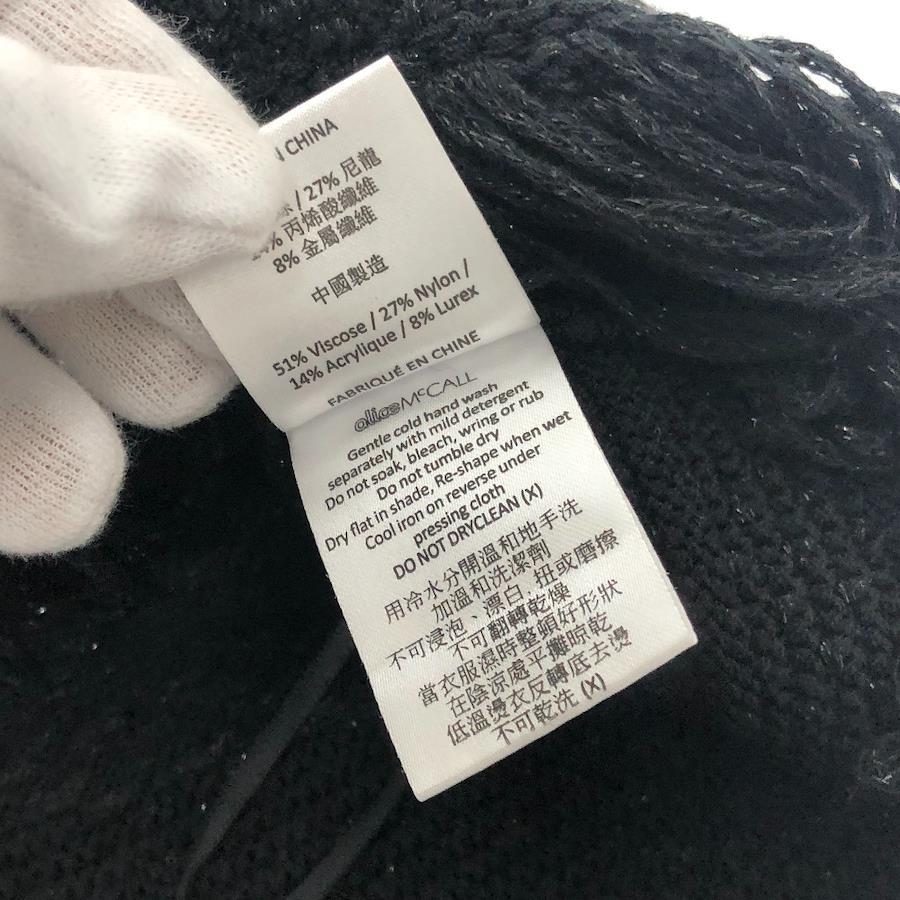 CHINA
/ 27% 尼龍
丙烯酸纖維
8% 金屬纖維
中國製造
51% Viscose / 27% Nylon /
14% Acrylique / 8% Lurex
FABRIQUÉ EN CHINE
alice McCALL
Gentle cold hand wash
separately with mild detergent
Do not soak, bleach, wring or rub
Do not tumble dry
Dry flat in shade, Re-shape when wet
Cool iron on reverse under
pressing cloth
DO NOT DRYCLEAN (X)
用冷水分開溫和地手洗
加溫和洗潔劑
不可浸泡、漂白、扭或磨擦
不可翻轉乾燥
當衣服濕時整頓好形狀
在陰涼處平攤晾乾
低溫燙衣反轉底去燙
不可乾洗 (X)